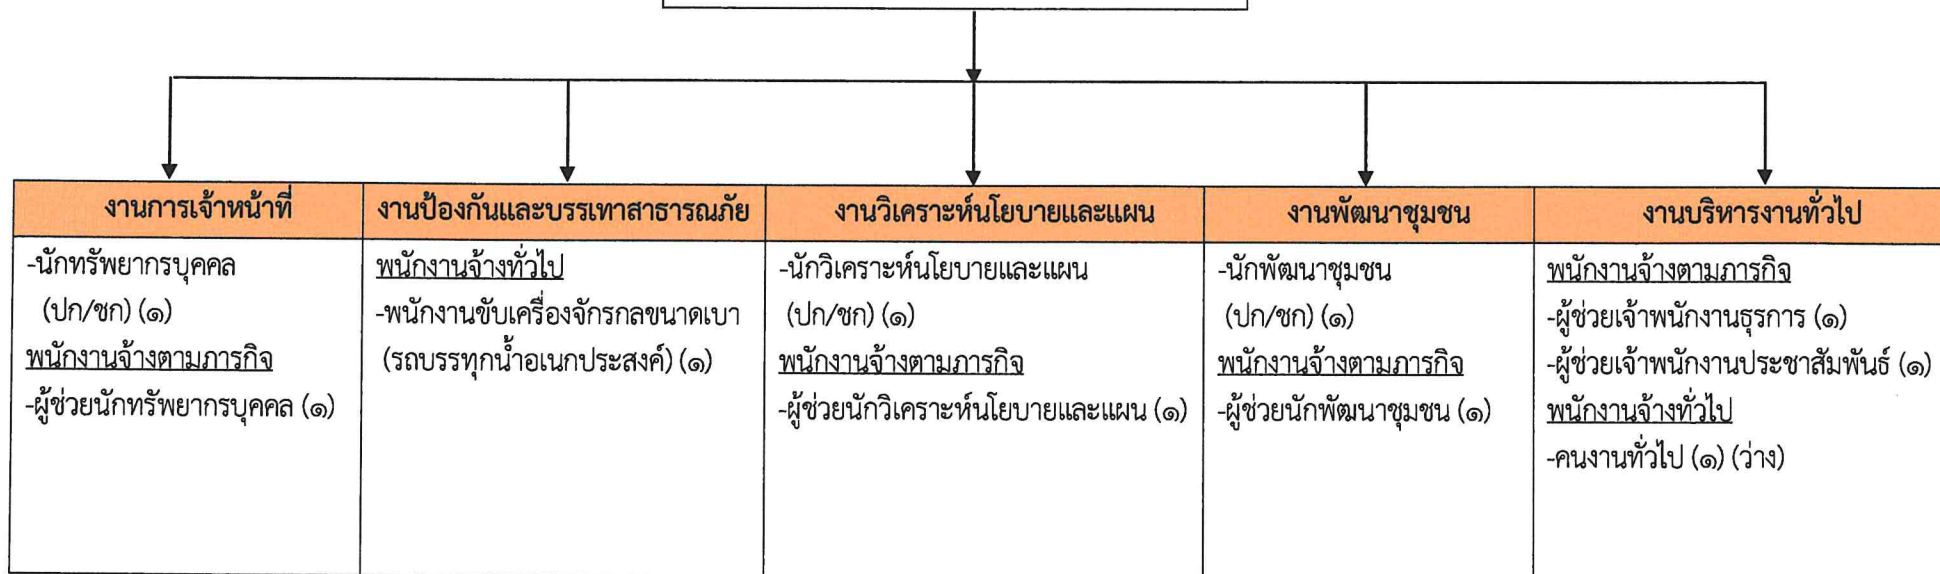 งานการเจ้าหน้าที่
-นักทรัพยากรบุคคล
(ปก/ชก) (๑)
พนักงานจ้างตามภารกิจ
-ผู้ช่วยนักทรัพยากรบุคคล (๑)
งานป้องกันและบรรเทาสาธารณภัย
พนักงานจ้างทั่วไป
-พนักงานขับเครื่องจักรกลขนาดเบา
(รถบรรทุกน้ำอเนกประสงค์) (๑)
งานวิเคราะห์นโยบายและแผน
-นักวิเคราะห์นโยบายและแผน
(ปก/ชก) (๑)
พนักงานจ้างตามภารกิจ
-ผู้ช่วยนักวิเคราะห์นโยบายและแผน (๑)
งานพัฒนาชุมชน
-นักพัฒนาชุมชน
(ปก/ชก) (๑)
พนักงานจ้างตามภารกิจ
-ผู้ช่วยนักพัฒนาชุมชน (๑)
งานบริหารงานทั่วไป
พนักงานจ้างตามภารกิจ
-ผู้ช่วยเจ้าพนักงานธุรการ (๑)
-ผู้ช่วยเจ้าพนักงานประชาสัมพันธ์ (๑)
พนักงานจ้างทั่วไป
-คนงานทั่วไป (๑) (ว่าง)